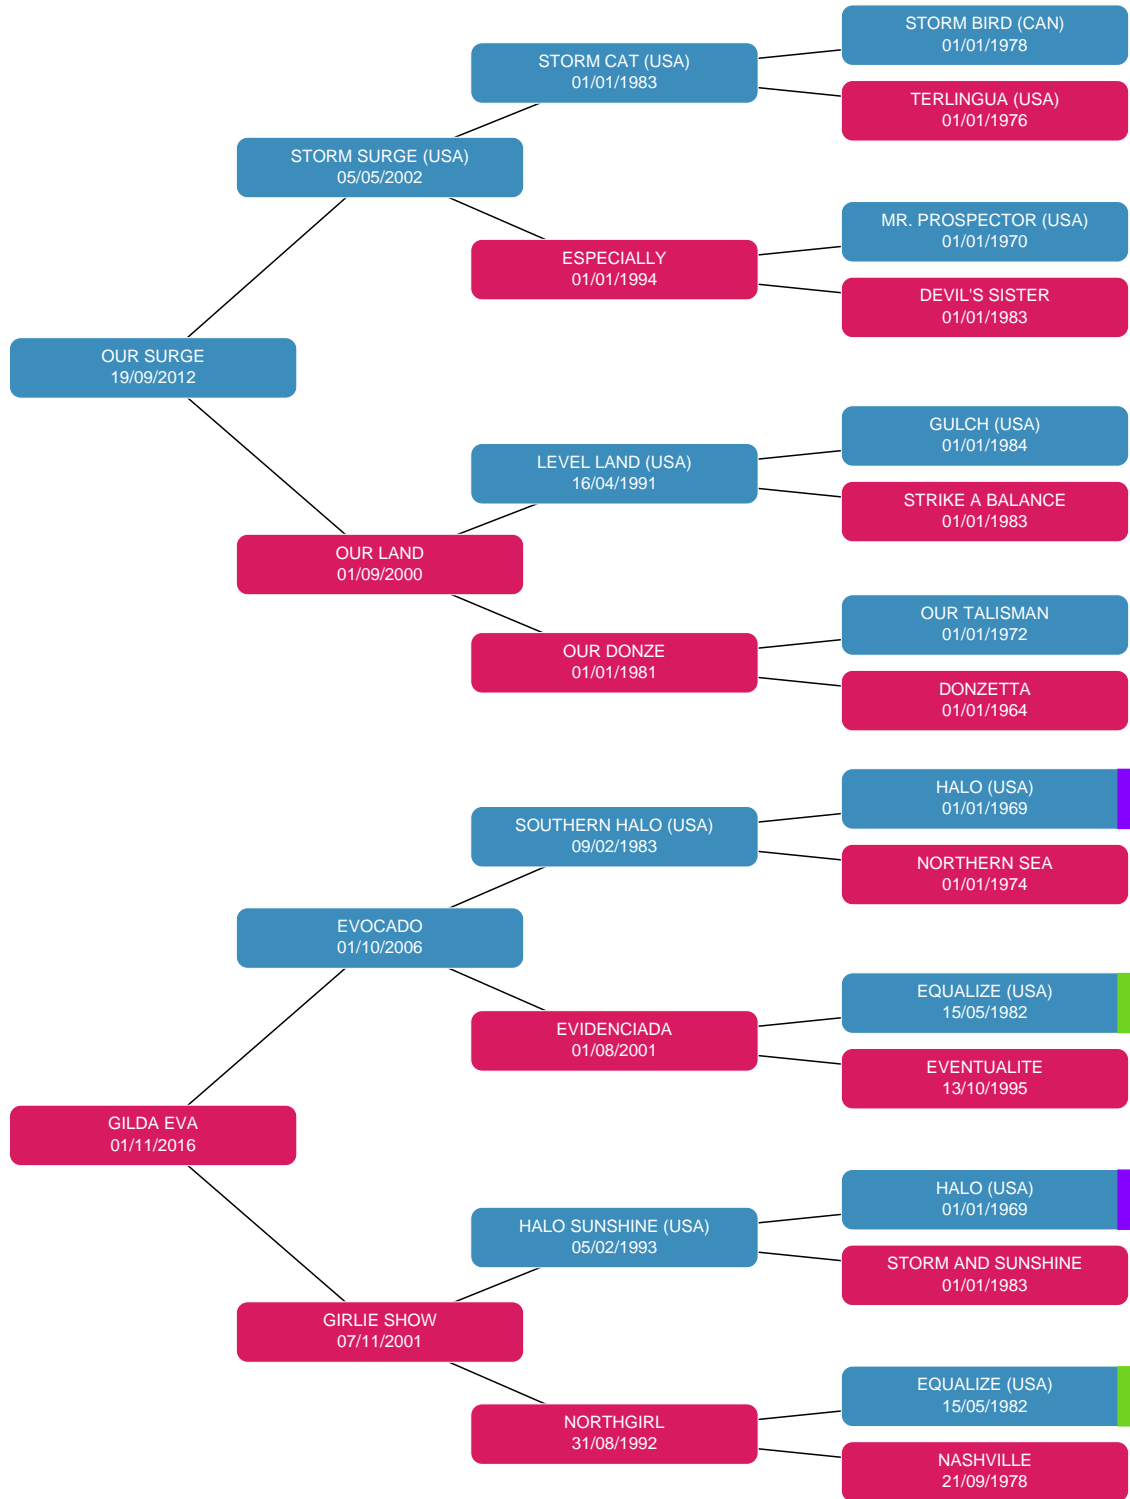 STORM BIRD (CAN)
01/01/1978
STORM CAT (USA)
01/01/1983
TERLINGUA (USA)
01/01/1976
STORM SURGE (USA)
05/05/2002
MR. PROSPECTOR (USA)
01/01/1970
ESPECIALLY
01/01/1994
DEVIL'S SISTER
01/01/1983
OUR SURGE
19/09/2012
GULCH (USA)
01/01/1984
LEVEL LAND (USA)
16/04/1991
STRIKE A BALANCE
01/01/1983
OUR LAND
01/09/2000
OUR TALISMAN
01/01/1972
OUR DONZE
01/01/1981
DONZETTA
01/01/1964
HALO (USA)
01/01/1969
SOUTHERN HALO (USA)
09/02/1983
NORTHERN SEA
01/01/1974
EVOCADO
01/10/2006
EQUALIZE (USA)
15/05/1982
EVIDENCIADA
01/08/2001
EVENTUALITE
13/10/1995
GILDA EVA
01/11/2016
HALO (USA)
01/01/1969
HALO SUNSHINE (USA)
05/02/1993
STORM AND SUNSHINE
01/01/1983
GIRLIE SHOW
07/11/2001
EQUALIZE (USA)
15/05/1982
NORTHGIRL
31/08/1992
NASHVILLE
21/09/1978